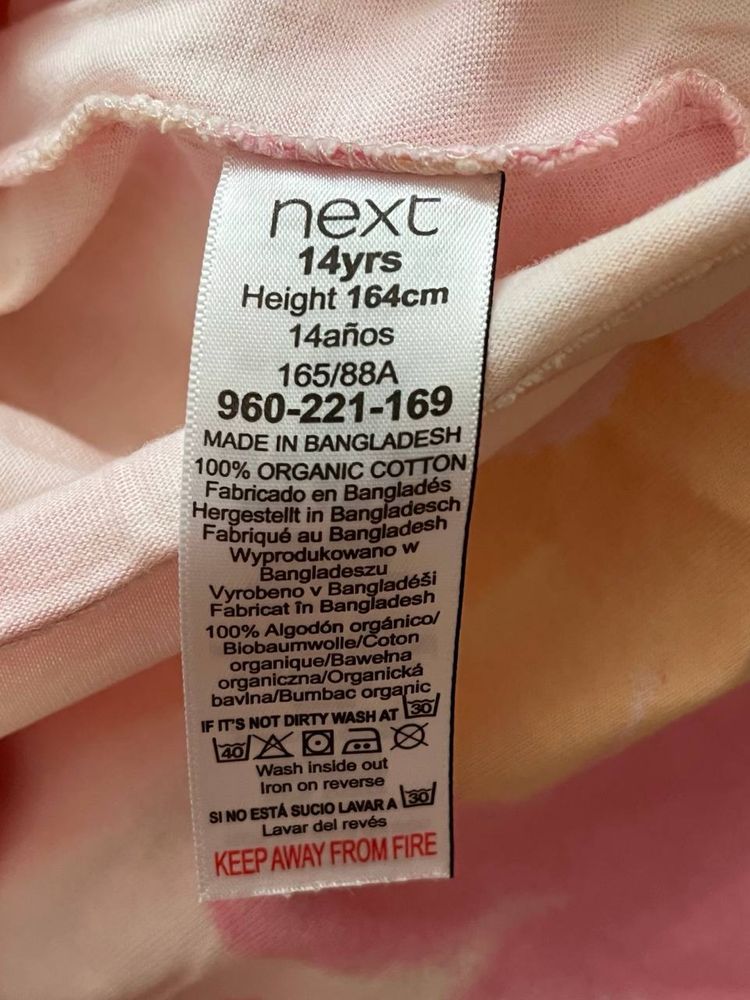 next
14yrs
Height 164cm
14años
165/88A
960-221-169
MADE IN BANGLADESH
100% ORGANIC COTTON
Fabricado en Bangladés
Hergestellt in Bangladesch
Fabriqué au Bangladesh
Wyprodukowano w
Bangladeszu
Vyrobeno v Bangladéši
Fabricat în Bangladesh
100% Algodón orgánico/
Biobaumwolle/Coton
organique/Bawełna
organiczna/Organická
bavlna/Bumbac organic
IF IT'S NOT DIRTY WASH AT 30
40
Wash inside out
Iron on reverse
SI NO ESTÁ SUCIO LAVAR A 30
Lavar del revés
KEEP AWAY FROM FIRE